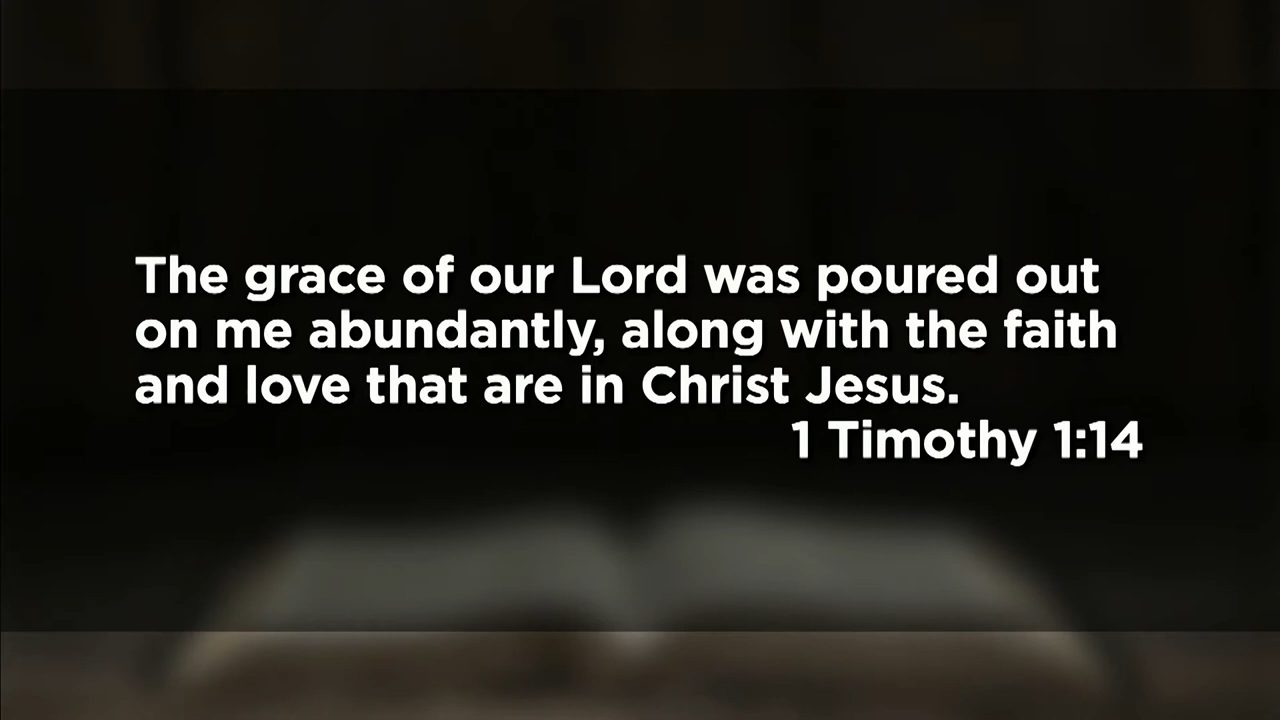 The grace of our Lord was poured out
on me abundantly, along with the faith
and love that are in Christ Jesus.
1 Timothy 1:14